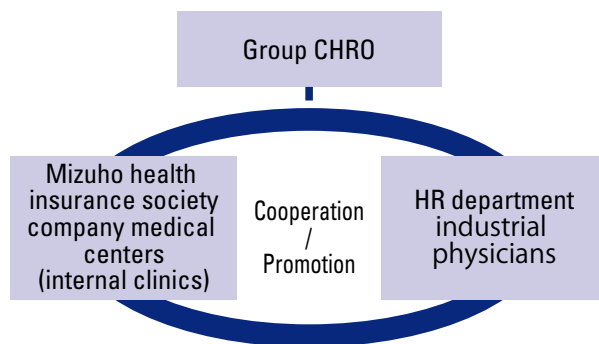 Group CHRO
Mizuho health
insurance society
company medical
centers
(internal clinics)
Cooperation
/
Promotion
HR department
industrial
physicians